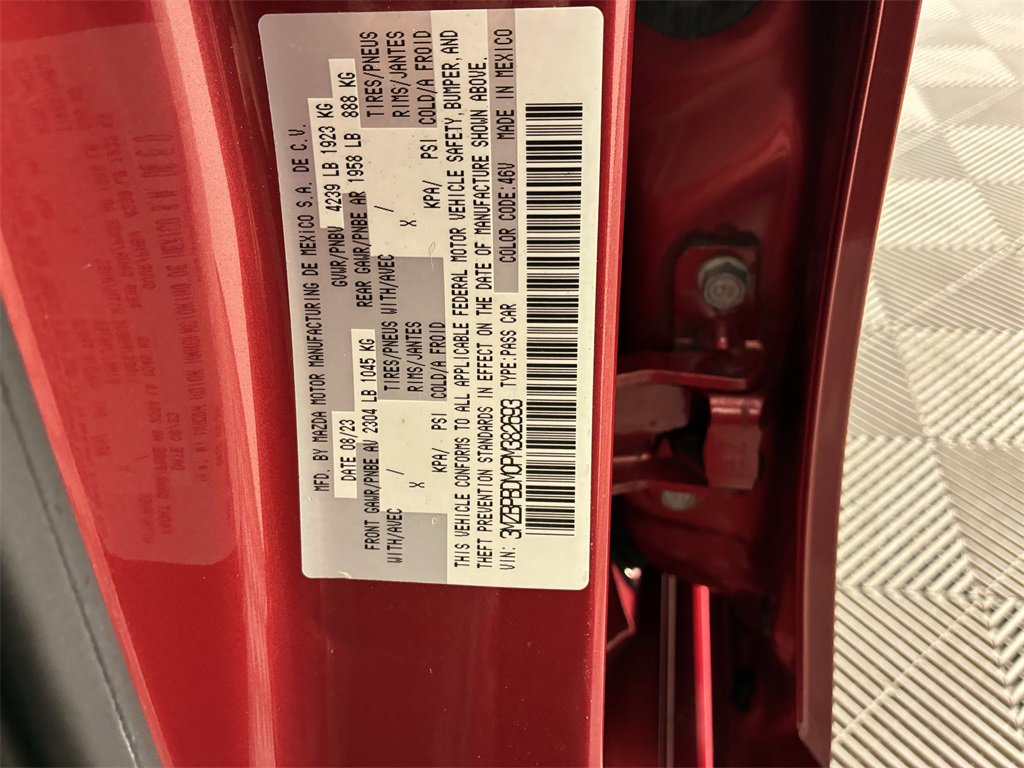 MFD. BY MAZDA MOTOR MANUFACTURING DE MEXICO S.A. DE C.V.
DATE 08/23 GVWR/PNBV 4239 LB 1923 KG
FRONT GAWR/PNBE AV 2304 LB 1045 KG REAR GAWR/PNBE AR 1958 LB 888 KG
WITH/AVEC / TIRES/PNEUS WITH/AVEC / TIRES/PNEUS
X RIMS/JANTES X RIMS/JANTES
KPA/ PSI COLD/A FROID KPA/ PSI COLD/A FROID
THIS VEHICLE CONFORMS TO ALL APPLICABLE FEDERAL MOTOR VEHICLE SAFETY, BUMPER, AND
THEFT PREVENTION STANDARDS IN EFFECT ON THE DATE OF MANUFACTURE SHOWN ABOVE.
VIN: 3MZBPBDM0PM382693 TYPE:PASS CAR COLOR CODE:46V MADE IN MEXICO